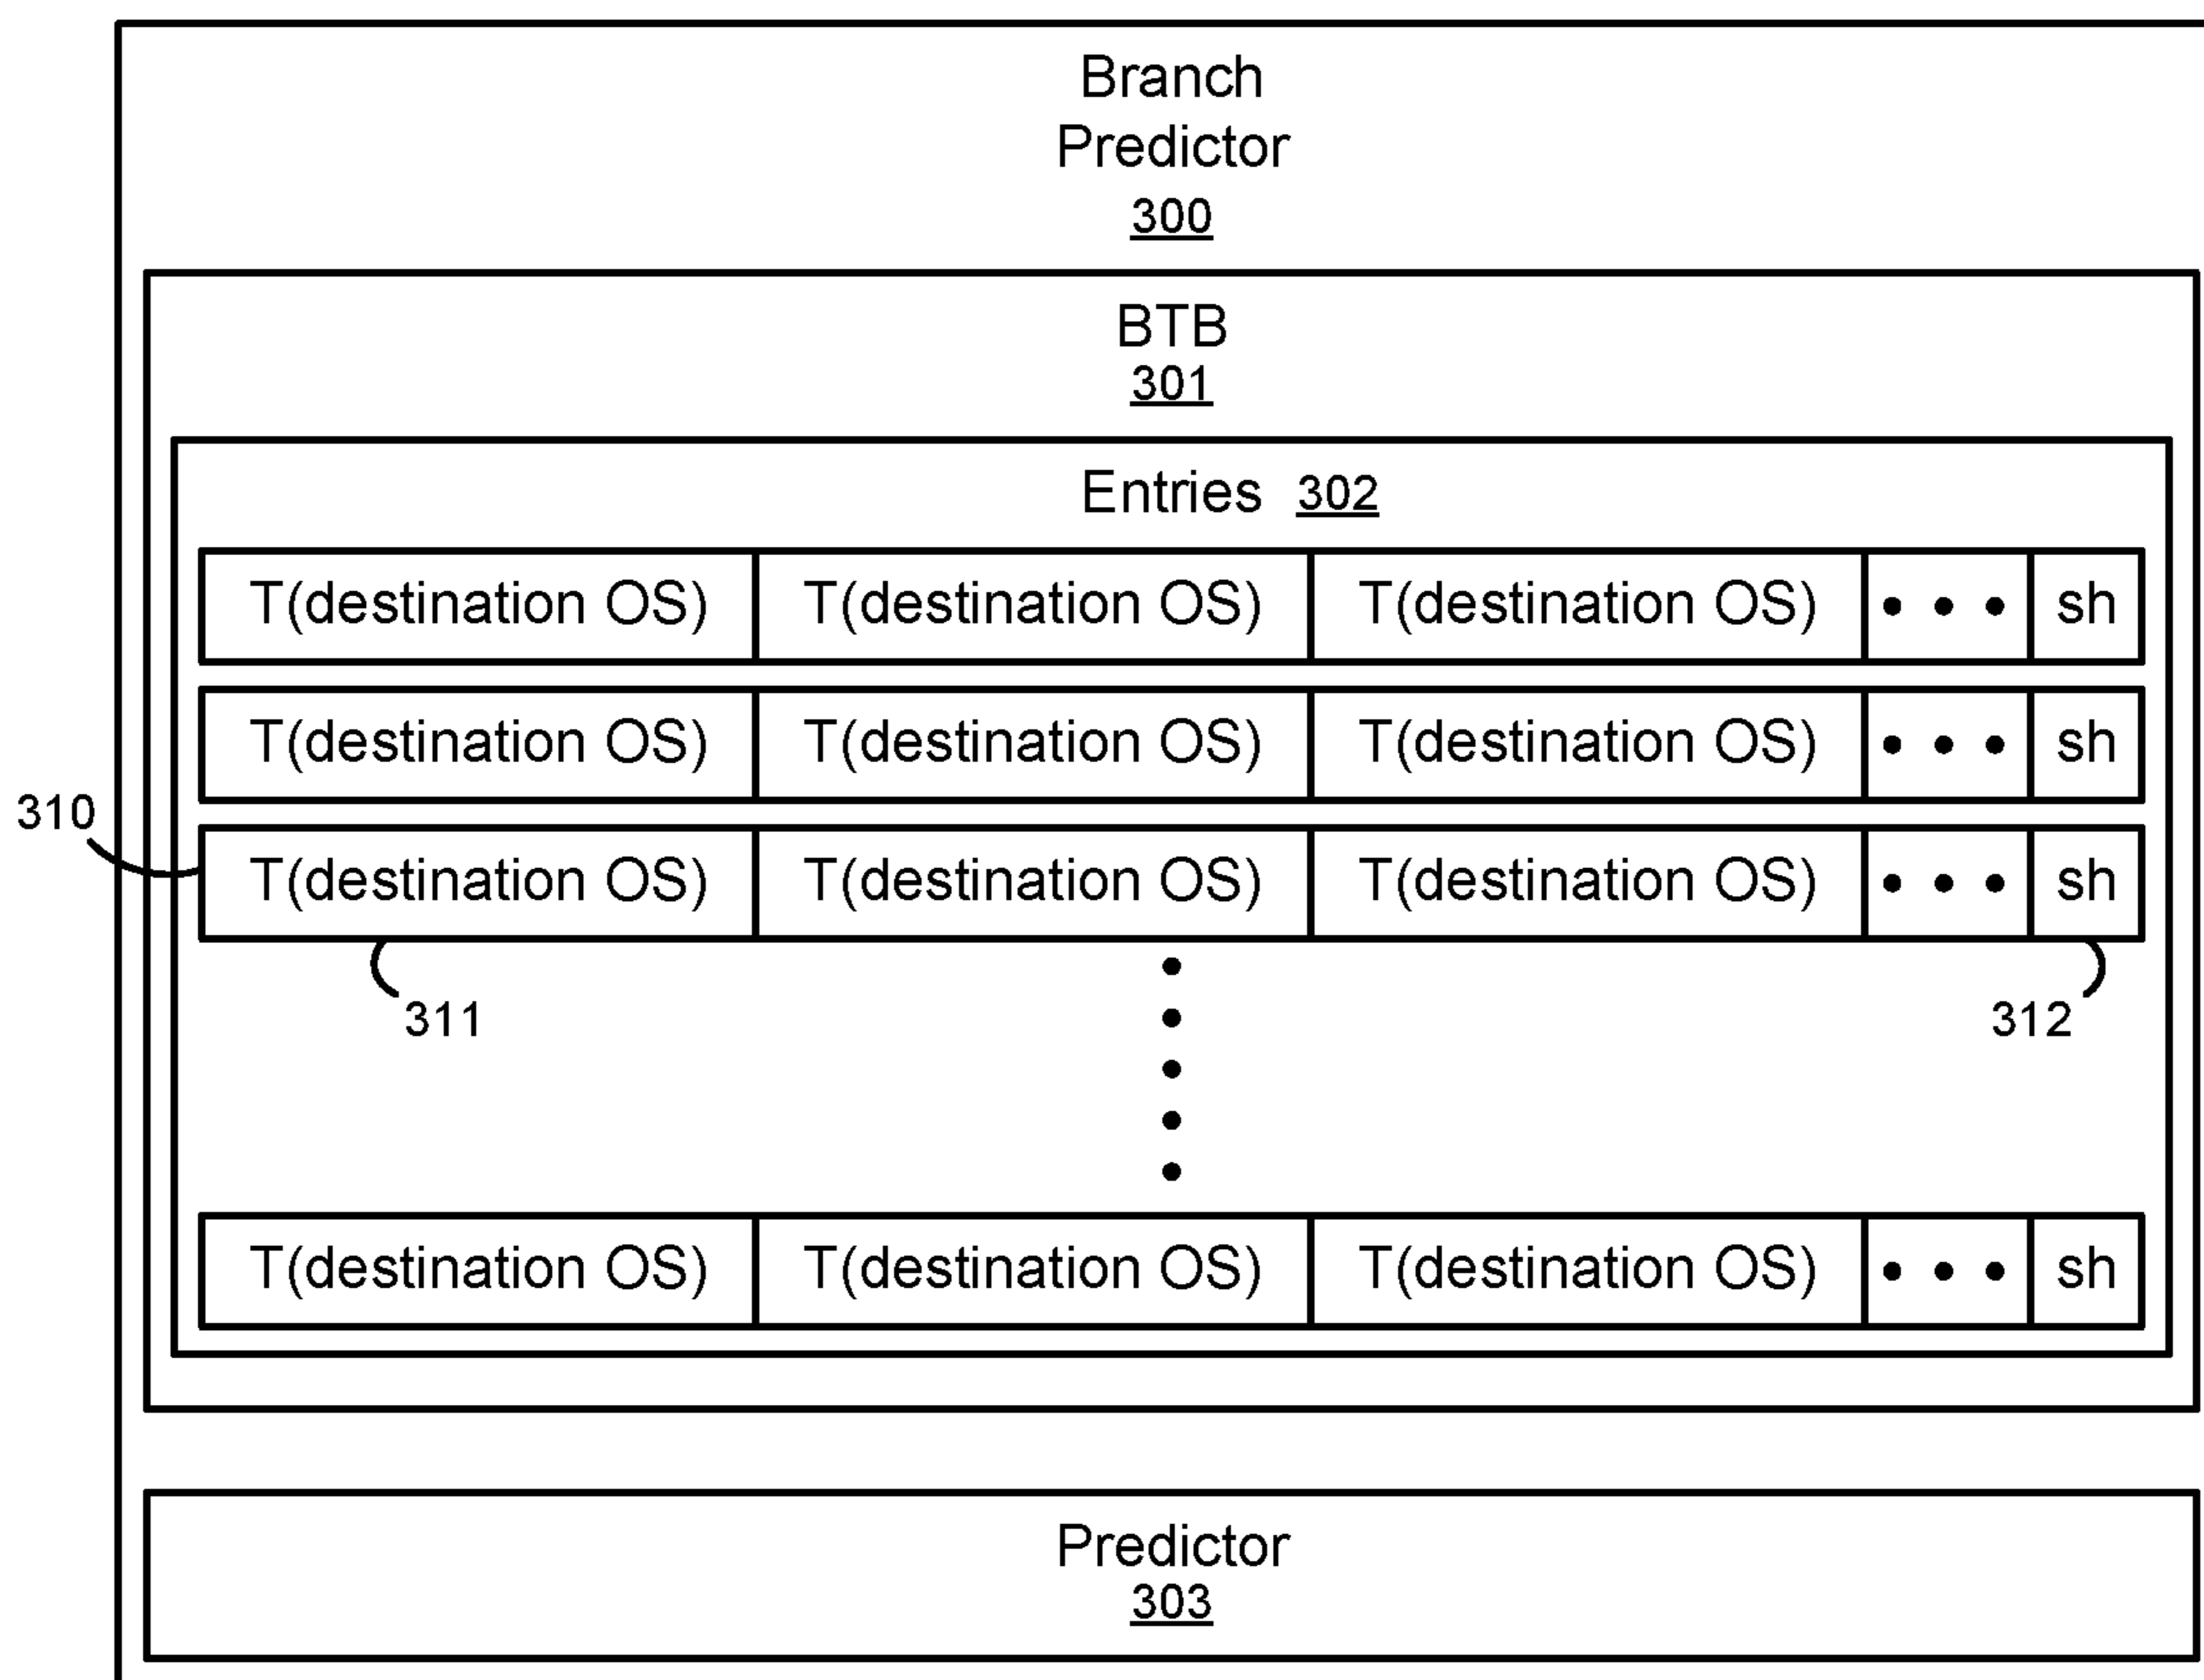 Branch
Predictor
300
BTB
301
Entries 302
T(destination OS) T(destination OS) T(destination OS) • • • sh
T(destination OS) T(destination OS) T(destination OS) • • • sh
310
T(destination OS) T(destination OS) T(destination OS) • • • sh
311 312
T(destination OS) T(destination OS) T(destination OS) • • • sh
Predictor
303